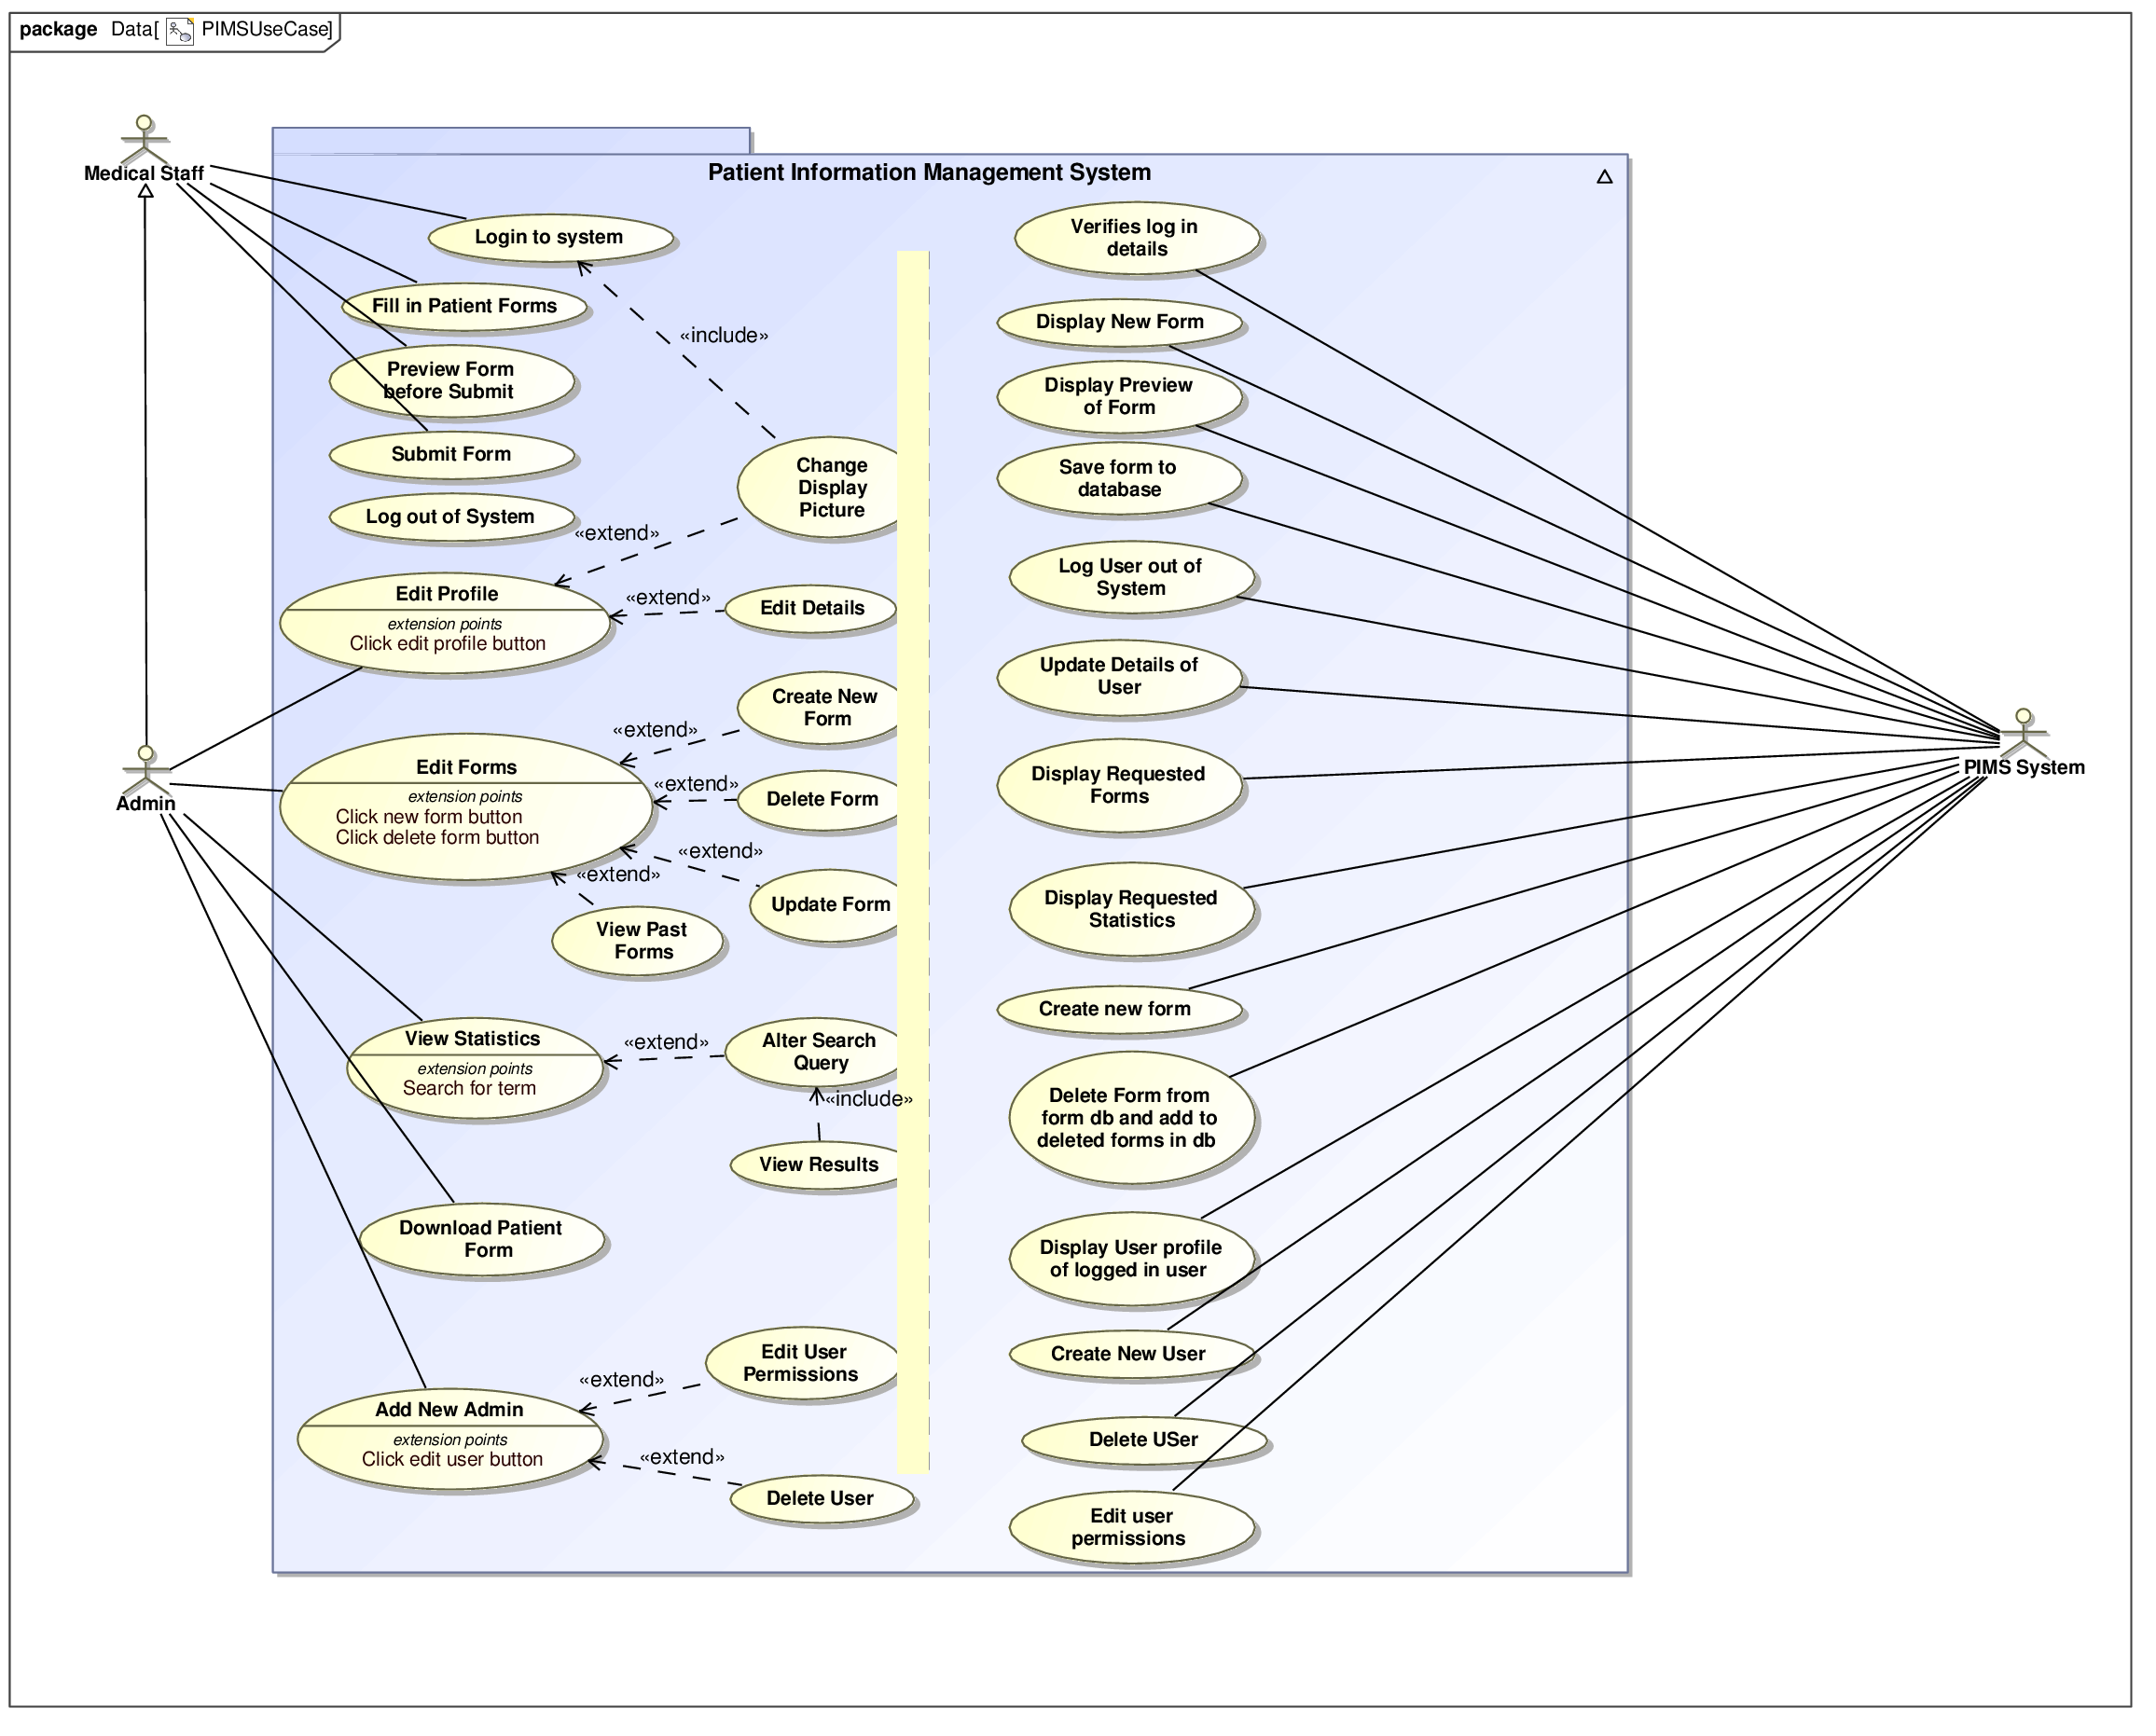 package Data[ PIMSUseCase]
Medical Staff
Patient Information Management System
Login to system
Verifies log in
details
Fill in Patient Forms
«include»
Display New Form
Preview Form
before Submit
Display Preview
of Form
Submit Form
Change
Display
Picture
Save form to
database
Log out of System
«extend»
Log User out of
System
Edit Profile
extension points
Click edit profile button
«extend»
Edit Details
Update Details of
User
Create New
Form
«extend»
Edit Forms
extension points
Click new form button
Click delete form button
«extend»
Delete Form
Display Requested
Forms
PIMS System
Admin
«extend»
«extend»
Update Form
View Past
Forms
Display Requested
Statistics
View Statistics
extension points
Search for term
«extend»
Alter Search
Query
Create new form
«include»
View Results
Delete Form from
form db and add to
deleted forms in db
Download Patient
Form
Display User profile
of logged in user
Edit User
Permissions
Create New User
«extend»
Add New Admin
extension points
Click edit user button
«extend»
Delete User
Delete USer
Edit user
permissions